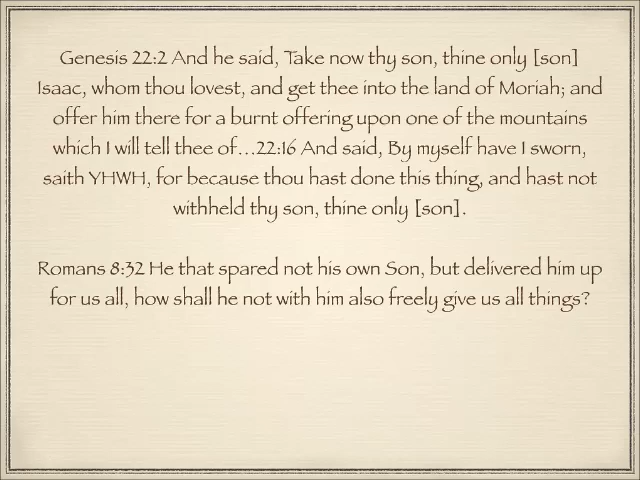 Genesis 22:2 And he said, Take now thy son, thine only [son]
Isaac, whom thou lovest, and get thee into the land of Moriah; and
offer him there for a burnt offering upon one of the mountains
which I will tell thee of...22:16 And said, By myself have I sworn,
saith YHWH, for because thou hast done this thing, and hast not
withheld thy son, thine only [son].
Romans 8:32 He that spared not his own Son, but delivered him up
for us all, how shall he not with him also freely give us all things?